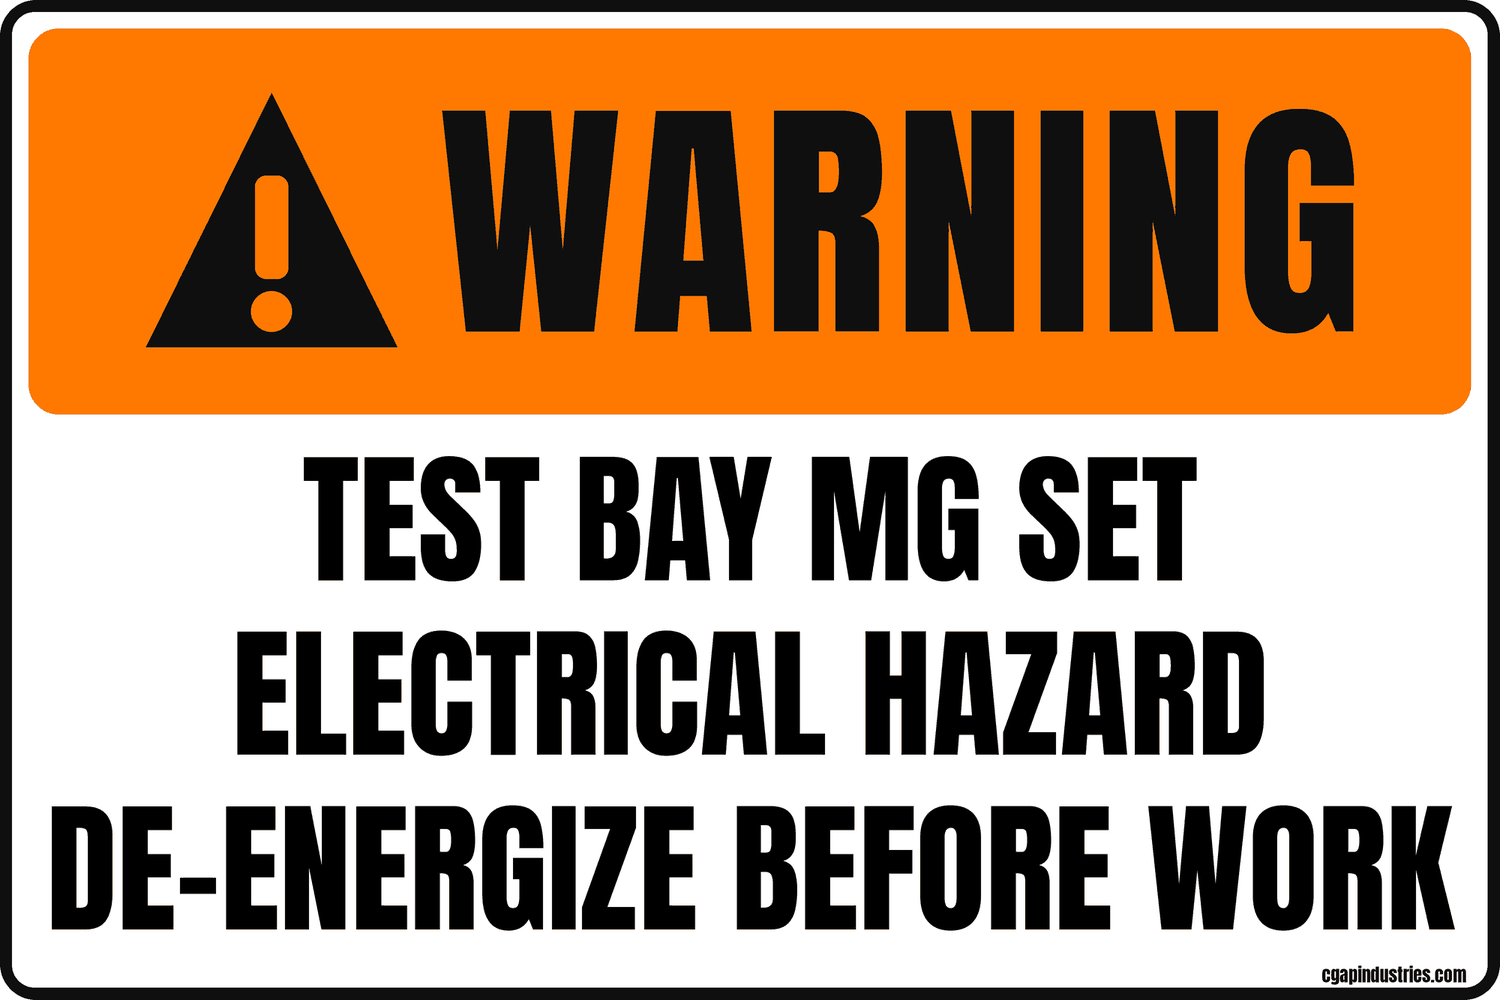 WARNING
TEST BAY MG SET
ELECTRICAL HAZARD
DE-ENERGIZE BEFORE WORK
cgapindustries.com